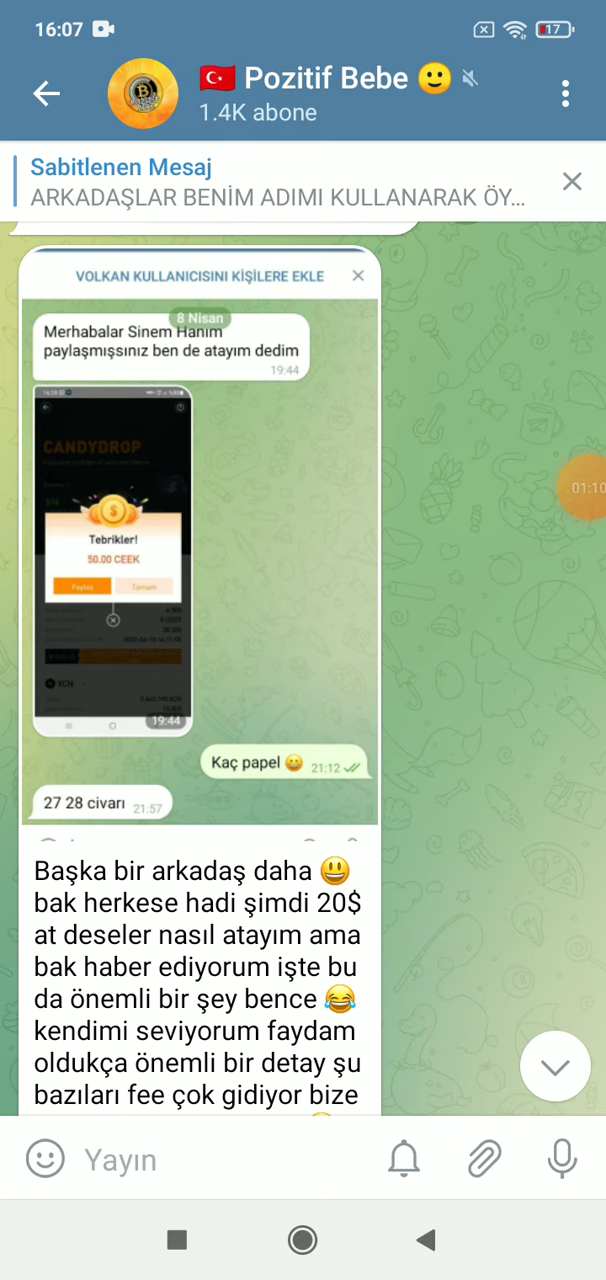 16:07
17
🇹🇷 Pozitif Bebe 🙂
1.4K abone
Sabitlenen Mesaj
ARKADAŞLAR BENİM ADIMI KULLANARAK ÖY...
VOLKAN KULLANICISINI KİŞİLERE EKLE
8 Nisan
Merhabalar Sinem Hanım
paylaşmışsınız ben de atayım dedim
19:44
CANDYDROP
Tebrikler!
50.00 CEEK
Paylaş
Tamam
XCN
19:44
01:10
Kaç papel 😀 21:12
27 28 civarı 21:57
Başka bir arkadaş daha 😃
bak herkese hadi şimdi 20$
at deseler nasıl atayım ama
bak haber ediyorum işte bu
da önemli bir şey bence 😂
kendimi seviyorum faydam
oldukça önemli bir detay şu
bazıları fee çok gidiyor bize
Yayın